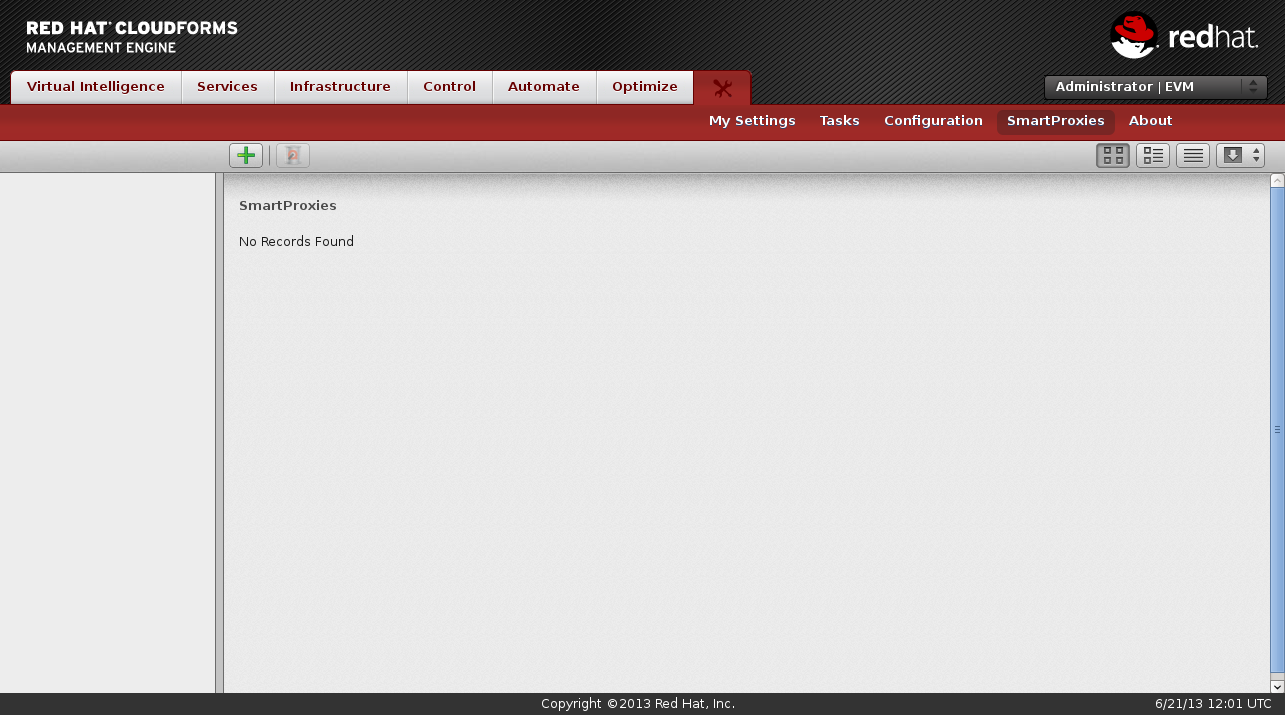 RED HAT CLOUDFORMS
MANAGEMENT ENGINE
redhat.
Virtual Intelligence
Services
Infrastructure
Control
Automate
Optimize
Administrator | EVM
My Settings
Tasks
Configuration
SmartProxies
About
SmartProxies
No Records Found
Copyright ©2013 Red Hat, Inc.
6/21/13 12:01 UTC